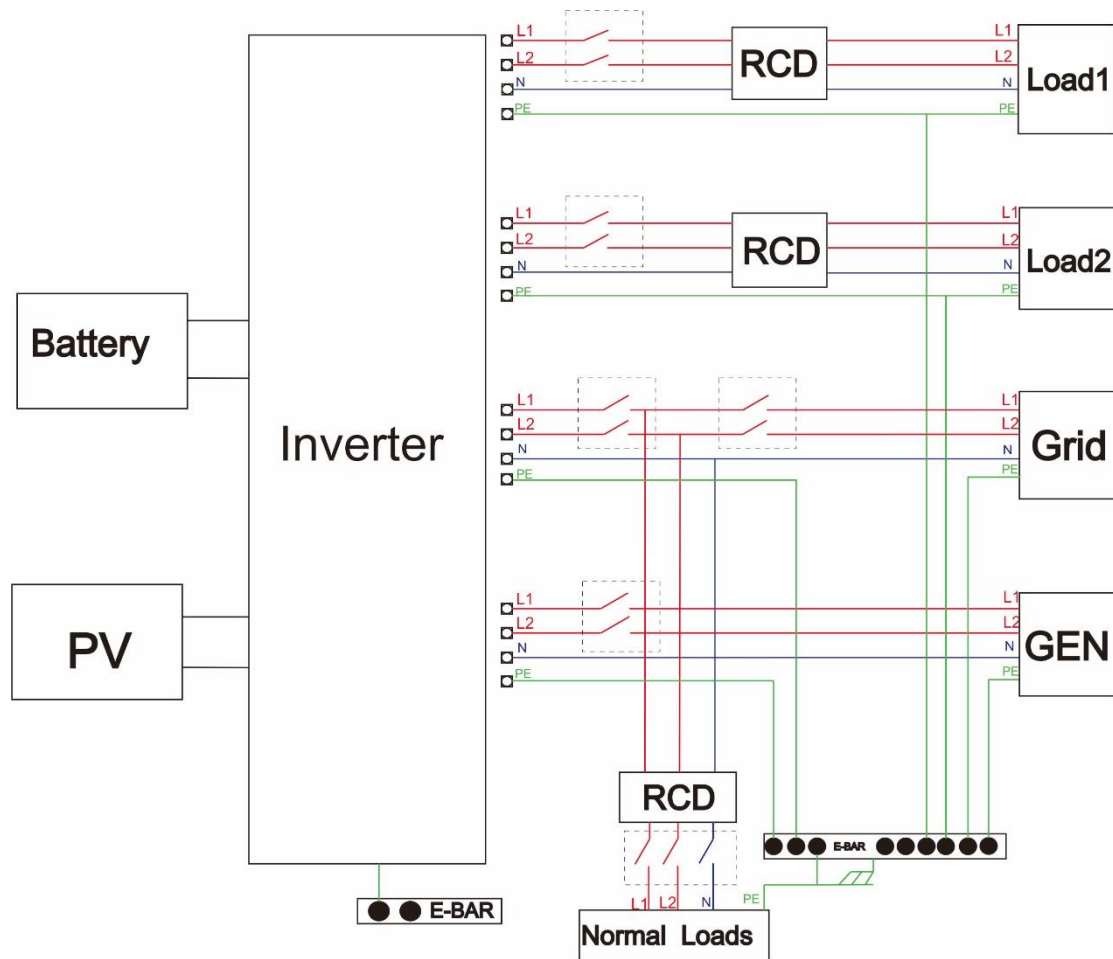 L1 L1
L2 RCD L2 Load1
N N
PE PE
L1 L1
L2 RCD L2 Load2
N N
PE PE
Battery
Inverter
L1 L1
L2 L2
N N Grid
PE PE
PV
L1 L1
L2 L2
N N GEN
PE PE
RCD
E-BAR
E-BAR
L1 L2 N PE
Normal Loads